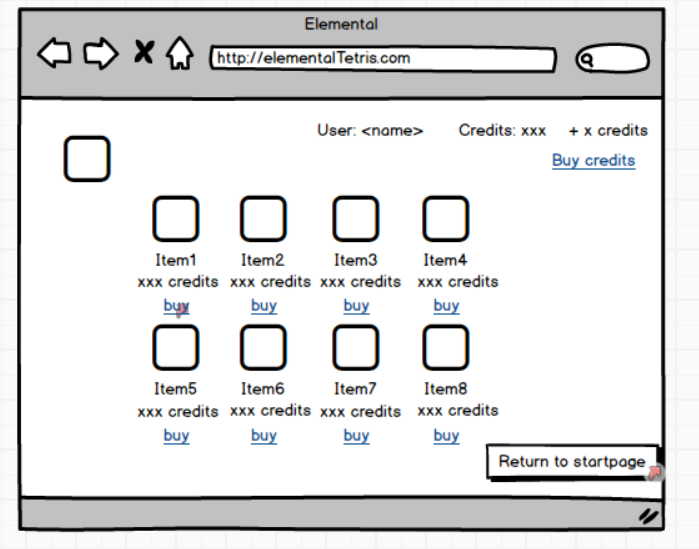 Elemental
http://elementalTetris.com
User: <name> Credits: xxx + x credits
Buy credits
Item1 Item2 Item3 Item4
xxx credits xxx credits xxx credits xxx credits
buy buy buy buy
Item5 Item6 Item7 Item8
xxx credits xxx credits xxx credits xxx credits
buy buy buy buy
Return to startpage